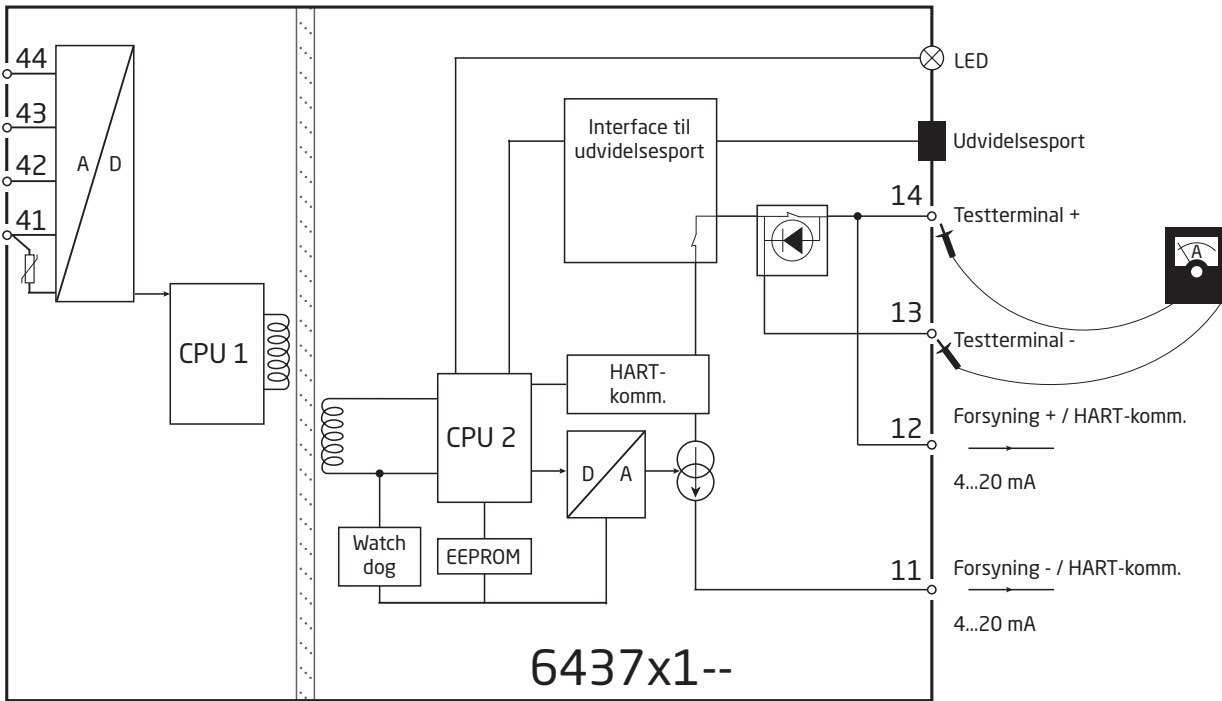 44
43
42
41
A
D
CPU 1
LED
Interface til
udvidelsesport
Udvidelsesport
14
Testterminal +
A
13
Testterminal -
HART-
komm.
CPU 2
12
Forsyning + / HART-komm.
4...20 mA
D
A
Watch
dog
EEPROM
11
Forsyning - / HART-komm.
4...20 mA
6437x1--